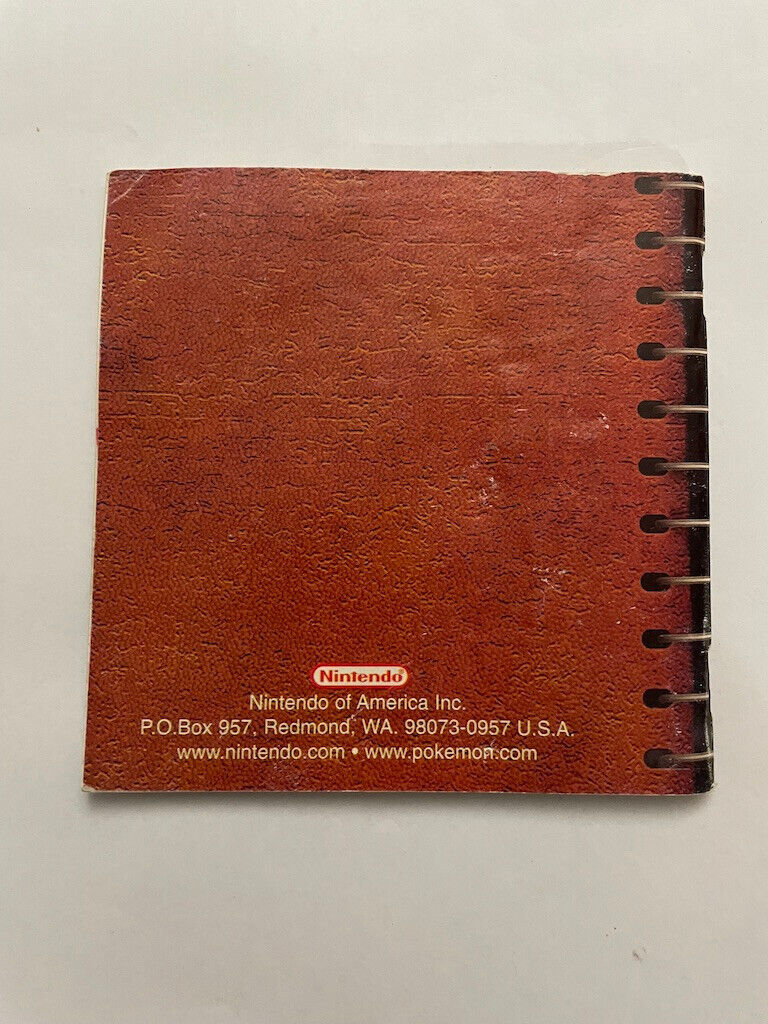 Nintendo®
Nintendo of America Inc.
P.O.Box 957, Redmond, WA. 98073-0957 U.S.A.
www.nintendo.com • www.pokemon.com